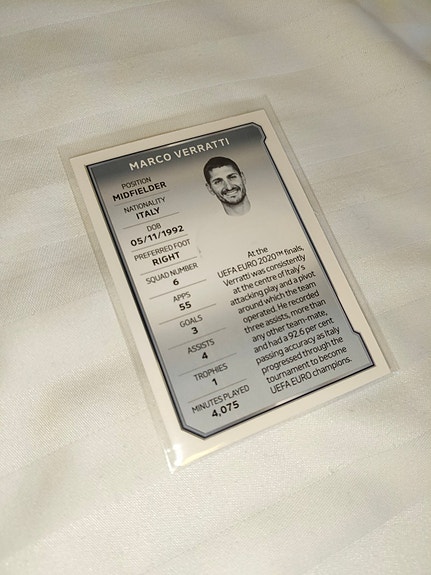 MARCO VERRATTI
POSITION
MIDFIELDER
NATIONALITY
ITALY
DOB
05/11/1992
PREFERRED FOOT
RIGHT
SQUAD NUMBER
6
APPS
55
GOALS
3
ASSISTS
4
TROPHIES
1
MINUTES PLAYED
4,075
At the
UEFA EURO 2020™ finals,
Verratti was consistently
at the centre of Italy's
attacking play and a pivot
around which the team
operated. He recorded
three assists, more than
any other team-mate,
and had a 92.6 per cent
passing accuracy as Italy
progressed through the
tournament to become
UEFA EURO champions.